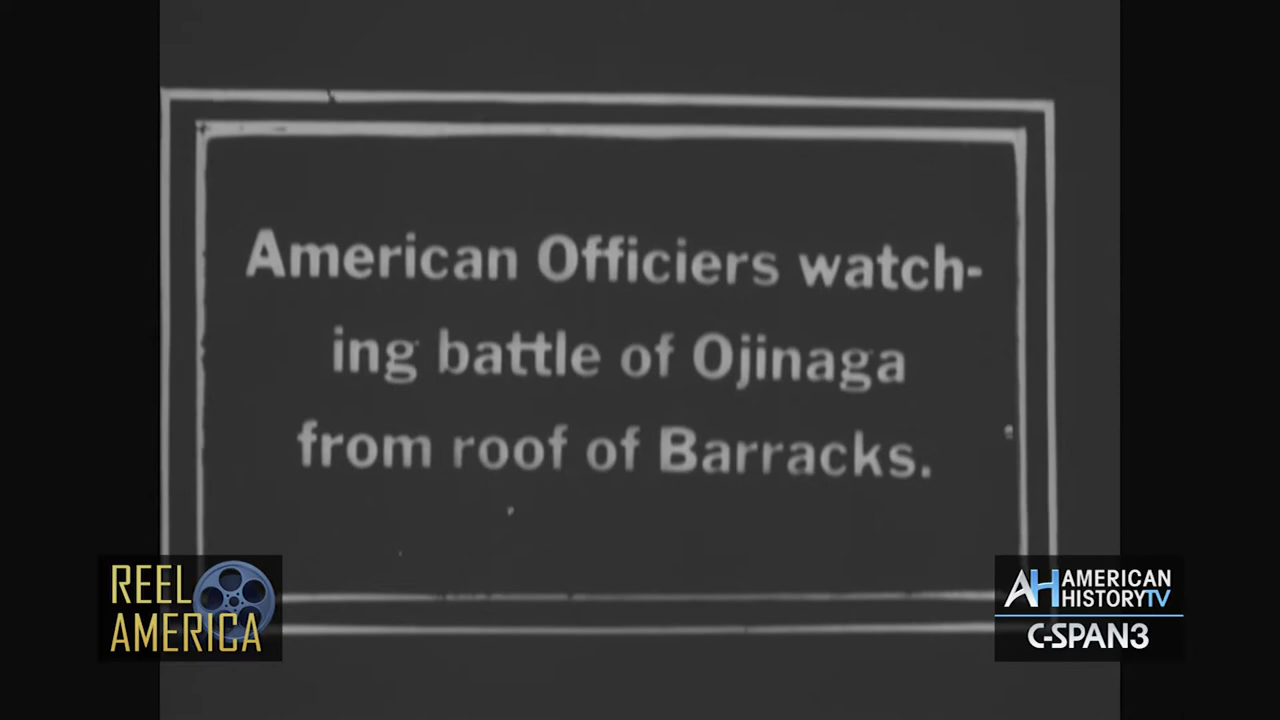 American Officiers watch-
ing battle of Ojinaga
from roof of Barracks.
REEL
AMERICA
AH AMERICAN
HISTORYTV
C-SPAN3